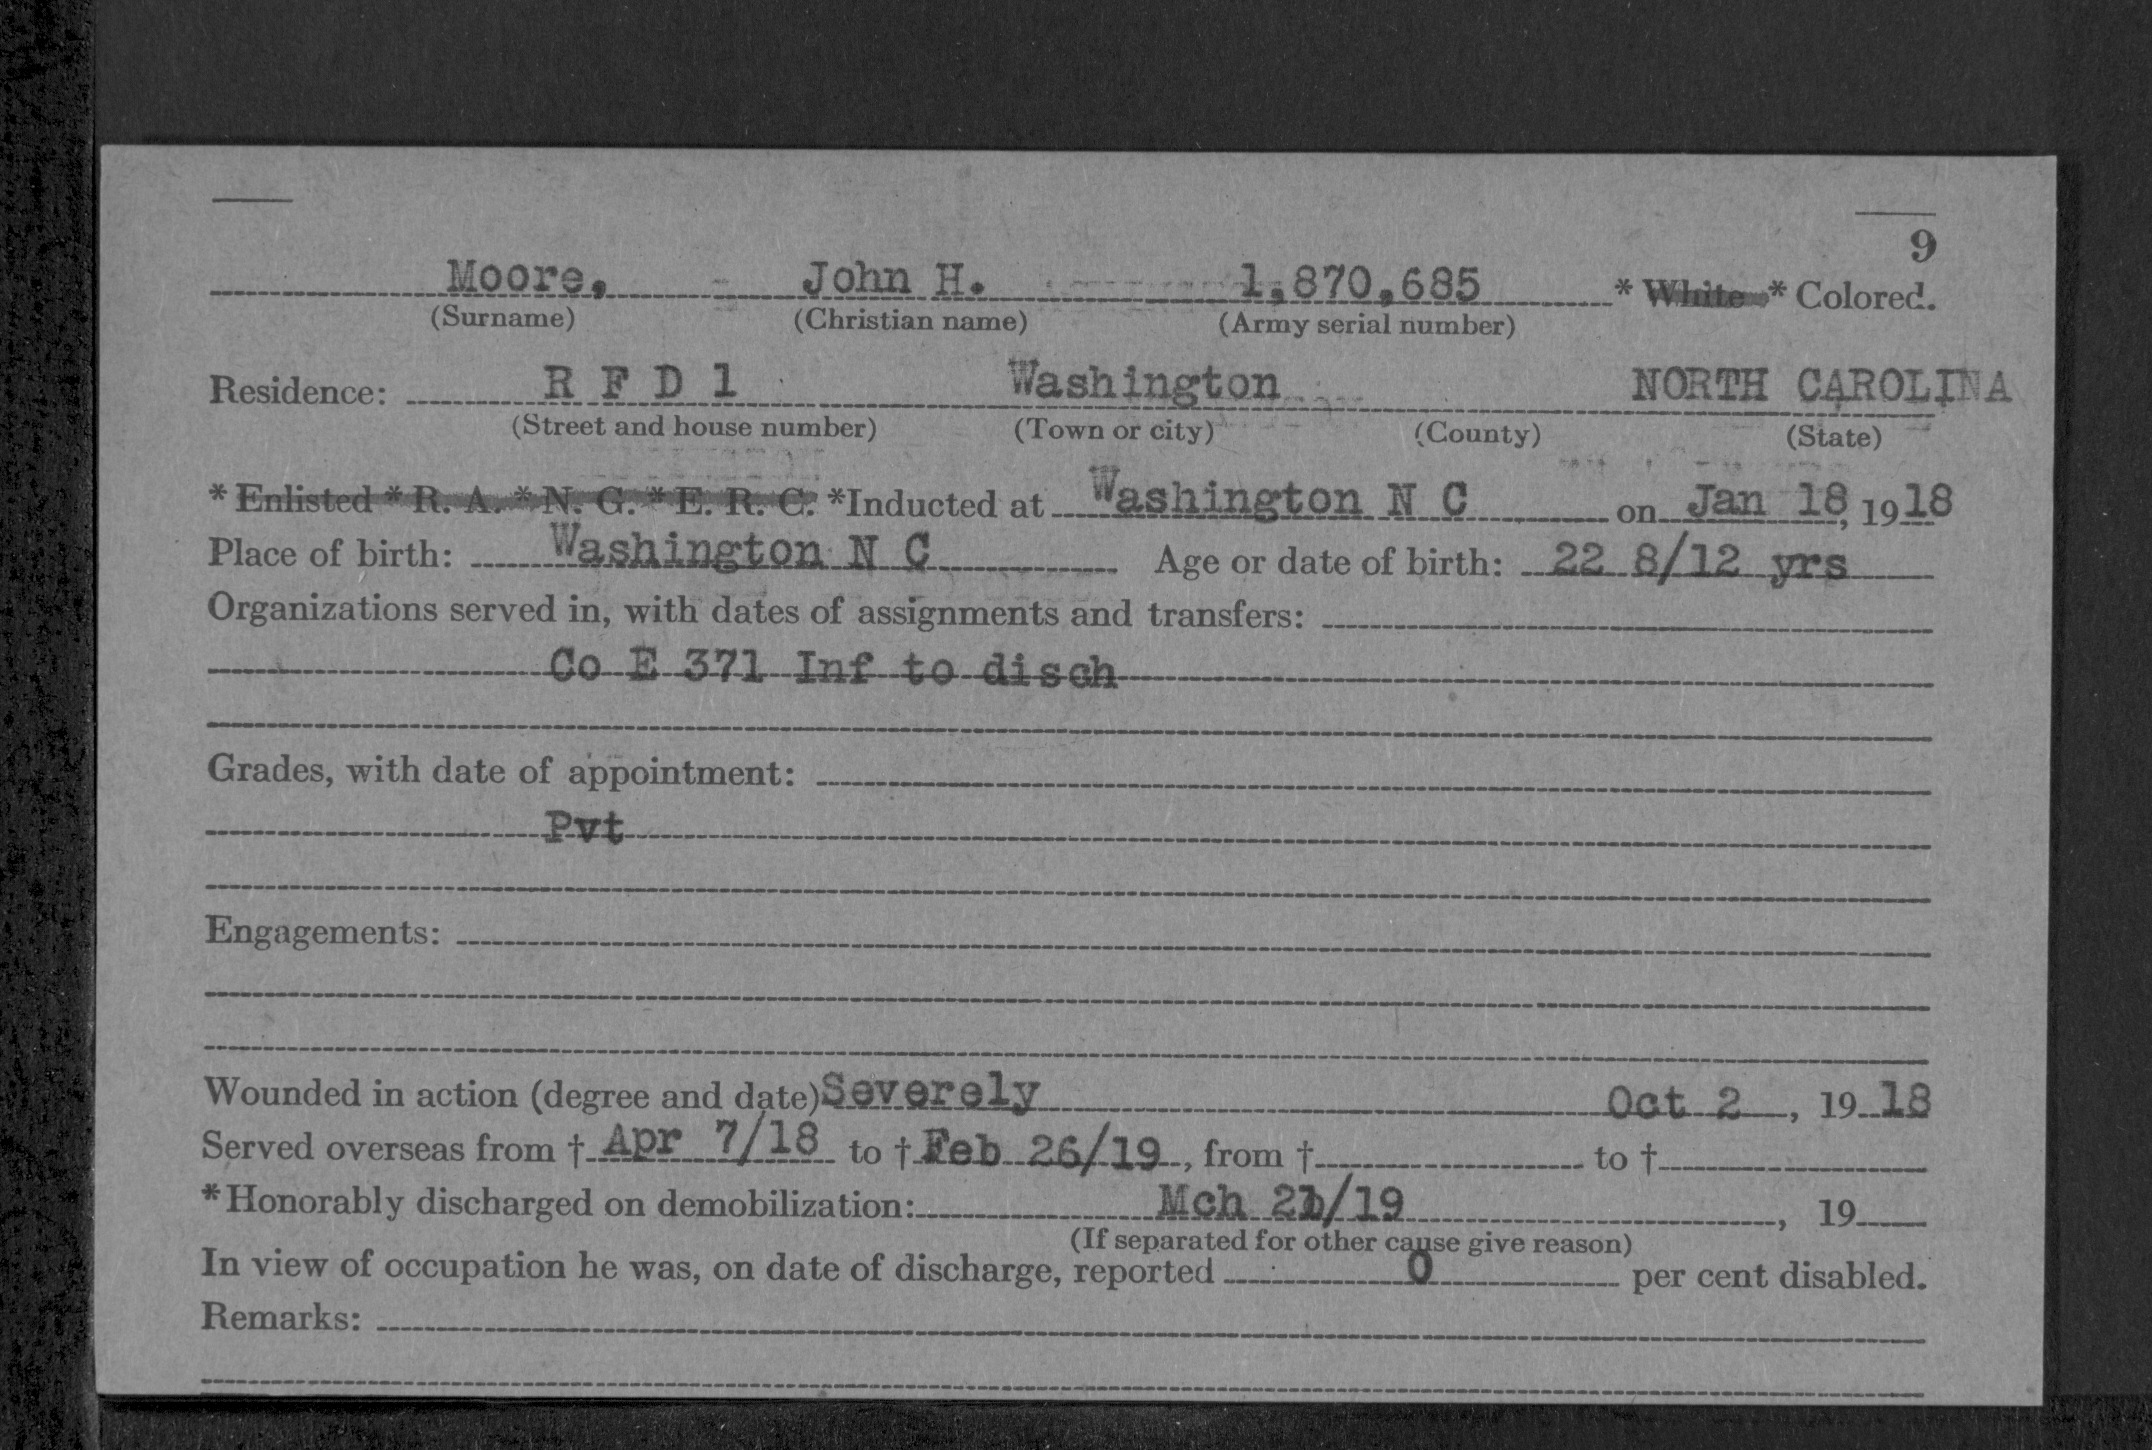 9
Moore, John H. 1,870,685 * White * Colored.
(Surname) (Christian name) (Army serial number)
Residence: R F D 1 Washington NORTH CAROLINA
(Street and house number) (Town or city) (County) (State)
* Enlisted * R. A. * N. G. * E. R. C. *Inducted at Washington N C on Jan 18, 1918
Place of birth: Washington N C Age or date of birth: 22 8/12 yrs
Organizations served in, with dates of assignments and transfers:
Co E 371 Inf to disch
Grades, with date of appointment:
Pvt
Engagements:
Wounded in action (degree and date) Severely Oct 2, 19 18
Served overseas from † Apr 7/18 to † Feb 26/19, from † to †
*Honorably discharged on demobilization: Mch /19, 19
(If separated for other cause give reason)
In view of occupation he was, on date of discharge, reported 0 per cent disabled.
Remarks: